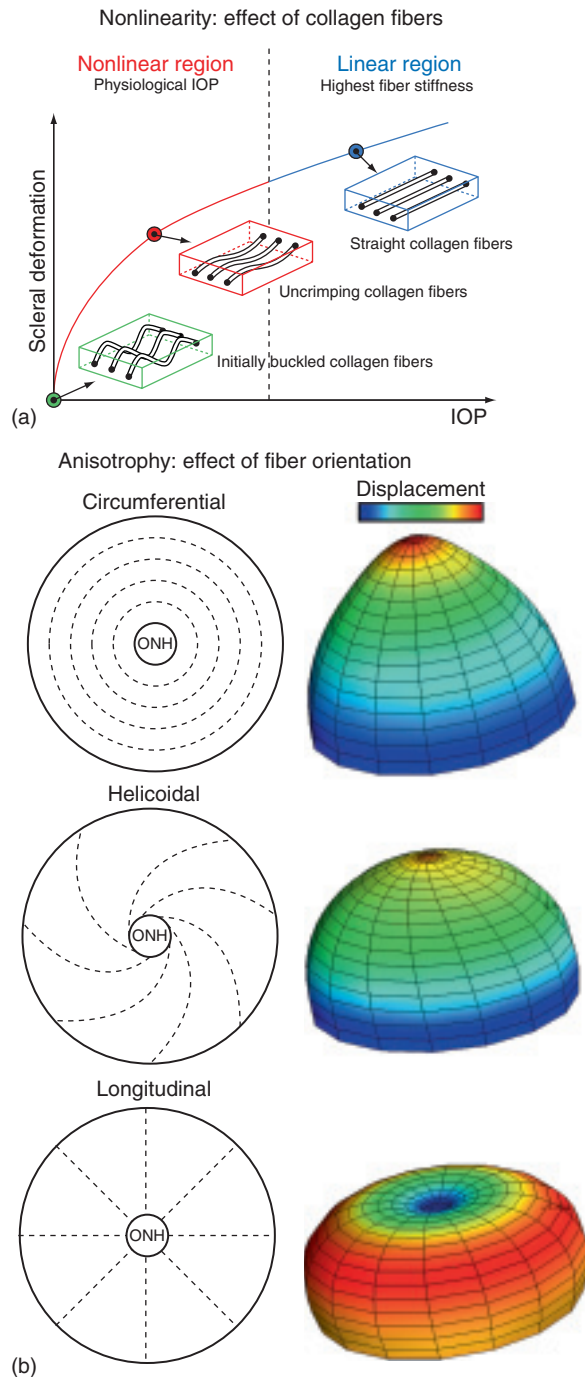 Nonlinearity: effect of collagen fibers
Nonlinear region
Physiological IOP
Linear region
Highest fiber stiffness
Scleral deformation
Straight collagen fibers
Uncrimping collagen fibers
Initially buckled collagen fibers
(a)
IOP
Anisotropy: effect of fiber orientation
Circumferential
Displacement
ONH
Helicoidal
ONH
Longitudinal
ONH
(b)